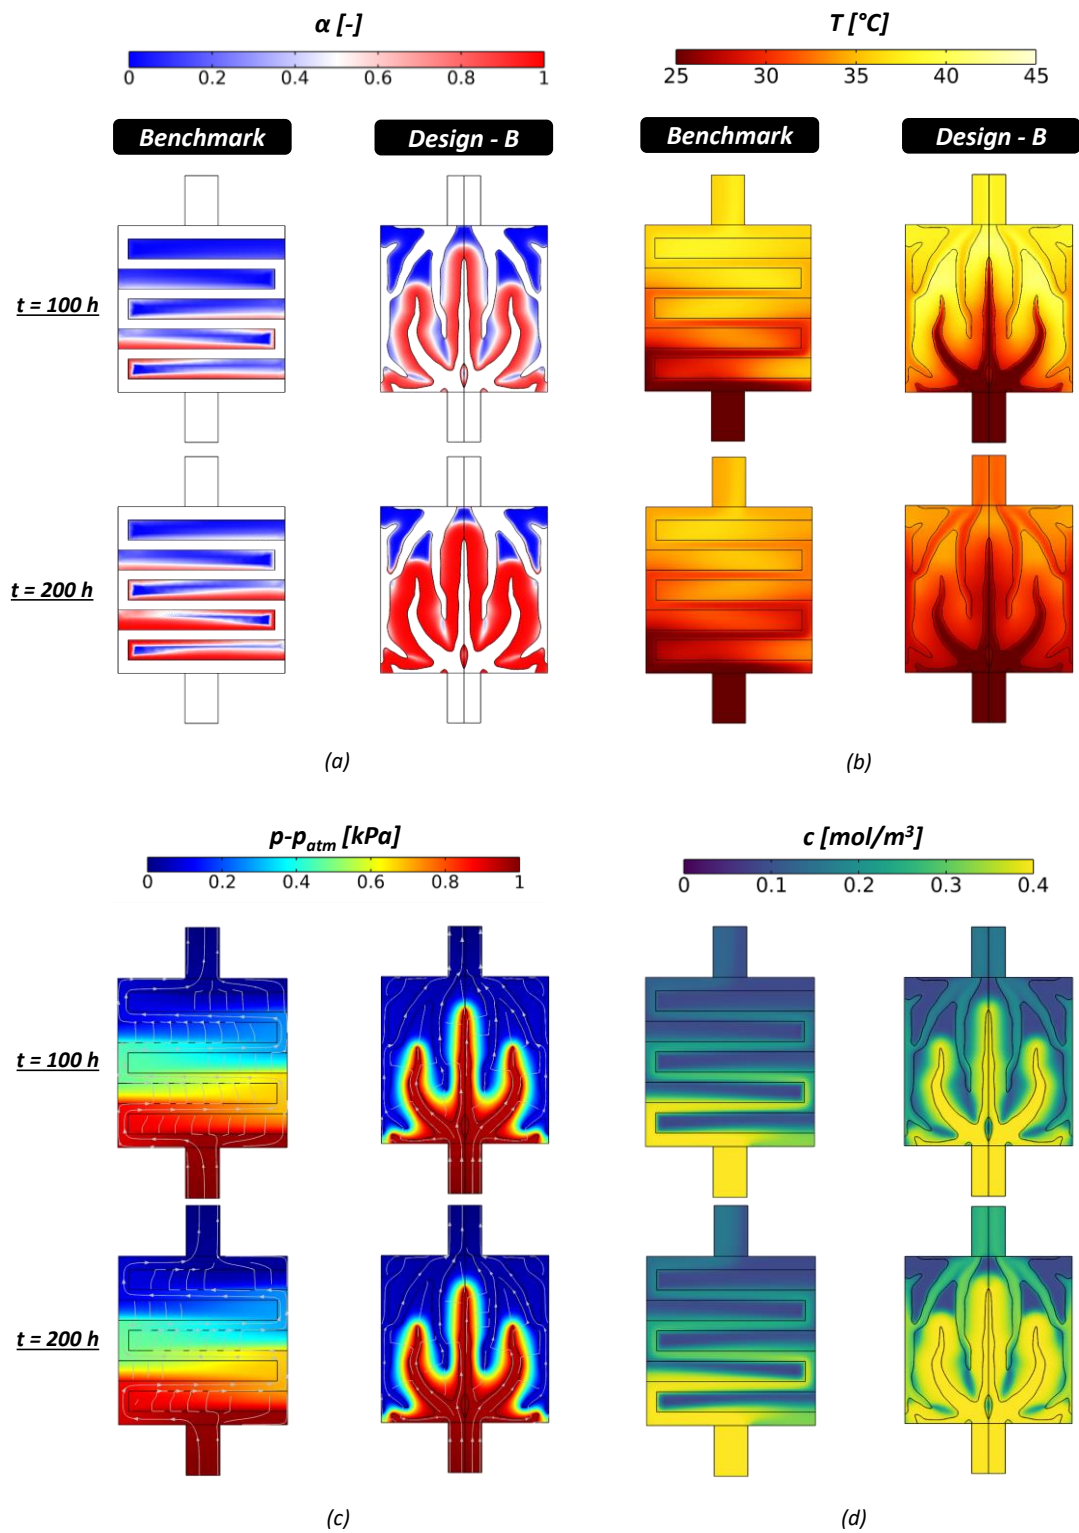 α [-]
T [°C]
0 0.2 0.4 0.6 0.8 1
25 30 35 40 45
Benchmark
Design - B
Benchmark
Design - B
t = 100 h
t = 200 h
(a)
(b)
p-patm [kPa]
c [mol/m³]
0 0.2 0.4 0.6 0.8 1
0 0.1 0.2 0.3 0.4
t = 100 h
t = 200 h
(c)
(d)